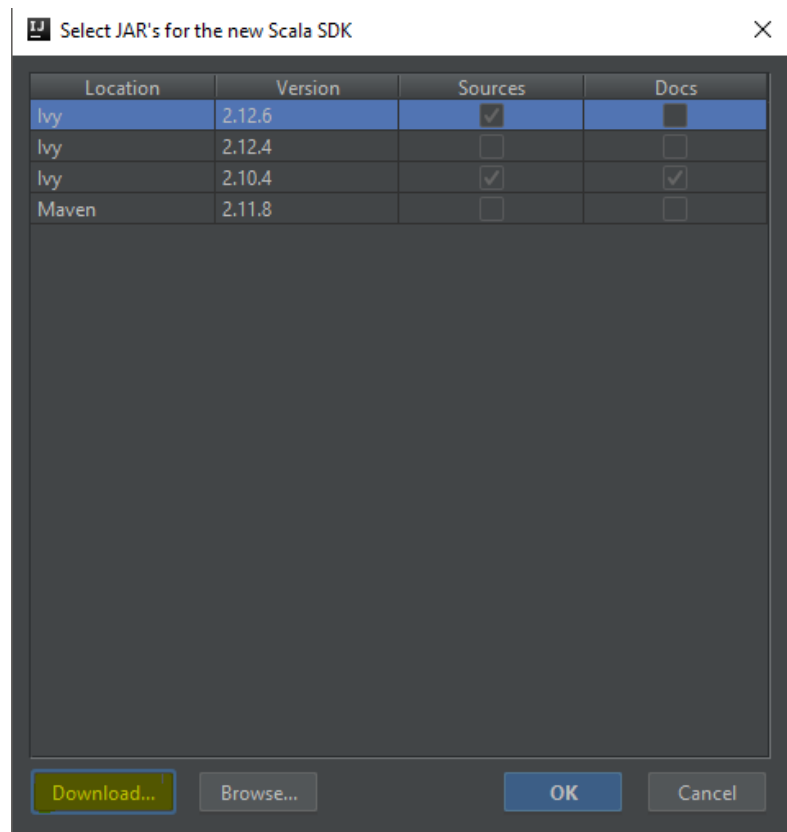 IJ Select JAR's for the new Scala SDK
Location Version Sources Docs
Ivy 2.12.6
Ivy 2.12.4
Ivy 2.10.4
Maven 2.11.8
Download... Browse... OK Cancel